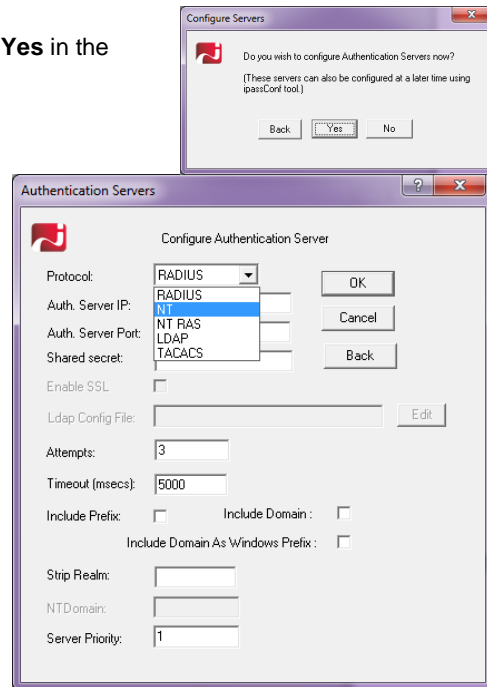 Yes in the
Configure Servers
Do you wish to configure Authentication Servers now?
(These servers can also be configured at a later time using
ipassConf tool.)
Back Yes No
Authentication Servers
Configure Authentication Server
Protocol: RADIUS OK
RADIUS
Auth. Server IP: NT
NT RAS Cancel
Auth. Server Port: LDAP
Shared secret: TACACS Back
Enable SSL
Ldap Config File: Edit
Attempts: 3
Timeout (msecs): 5000
Include Prefix: Include Domain :
Include Domain As Windows Prefix :
Strip Realm:
NTDomain:
Server Priority: 1